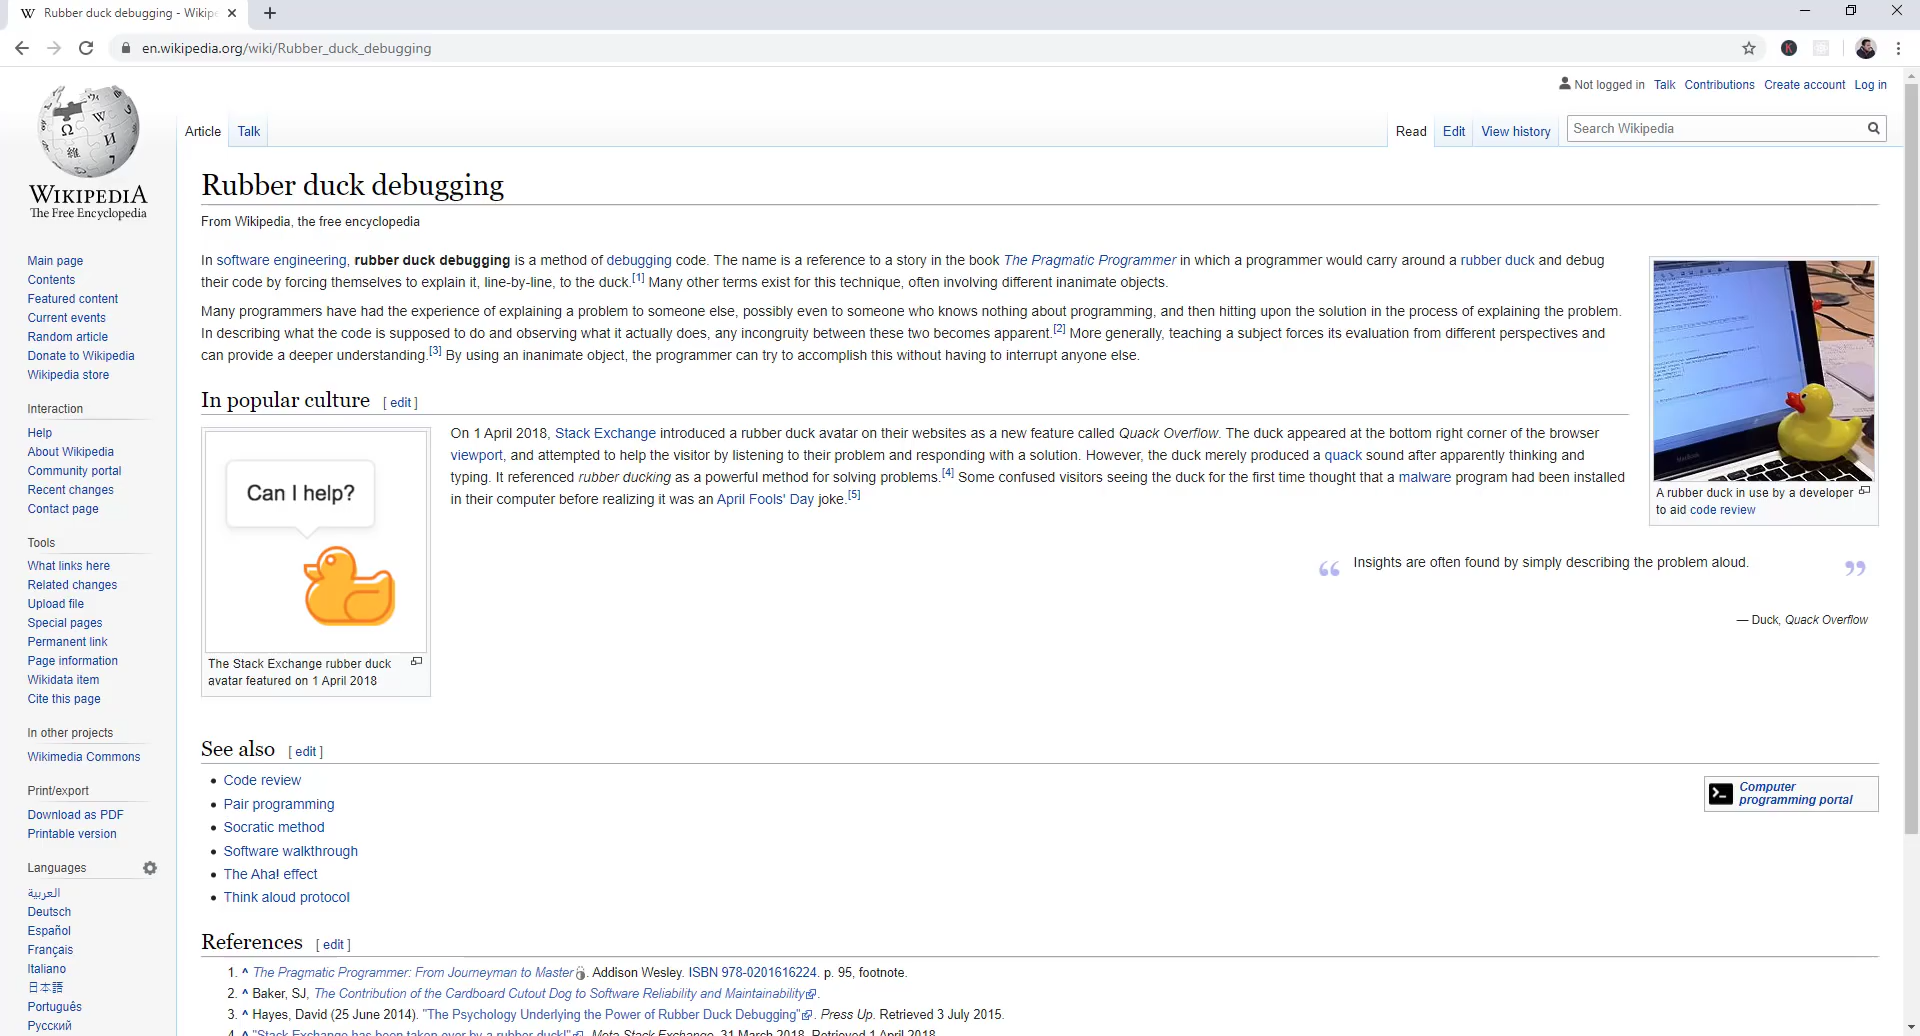 Rubber duck debugging - Wikipe
en.wikipedia.org/wiki/Rubber_duck_debugging
Not logged in Talk Contributions Create account Log in
Article Talk
Read Edit View history Search Wikipedia
WIKIPEDIA
The Free Encyclopedia
Main page
Contents
Featured content
Current events
Random article
Donate to Wikipedia
Wikipedia store
Interaction
Help
About Wikipedia
Community portal
Recent changes
Contact page
Tools
What links here
Related changes
Upload file
Special pages
Permanent link
Page information
Wikidata item
Cite this page
In other projects
Wikimedia Commons
Print/export
Download as PDF
Printable version
Languages
العربية
Deutsch
Español
Français
Italiano
日本語
Português
Русский
Rubber duck debugging
From Wikipedia, the free encyclopedia
In software engineering, rubber duck debugging is a method of debugging code. The name is a reference to a story in the book The Pragmatic Programmer in which a programmer would carry around a rubber duck and debug
their code by forcing themselves to explain it, line-by-line, to the duck.[1] Many other terms exist for this technique, often involving different inanimate objects.
Many programmers have had the experience of explaining a problem to someone else, possibly even to someone who knows nothing about programming, and then hitting upon the solution in the process of explaining the problem.
In describing what the code is supposed to do and observing what it actually does, any incongruity between these two becomes apparent.[2] More generally, teaching a subject forces its evaluation from different perspectives and
can provide a deeper understanding.[3] By using an inanimate object, the programmer can try to accomplish this without having to interrupt anyone else.
A rubber duck in use by a developer
to aid code review
In popular culture [ edit ]
Can I help?
The Stack Exchange rubber duck
avatar featured on 1 April 2018
On 1 April 2018, Stack Exchange introduced a rubber duck avatar on their websites as a new feature called Quack Overflow. The duck appeared at the bottom right corner of the browser
viewport, and attempted to help the visitor by listening to their problem and responding with a solution. However, the duck merely produced a quack sound after apparently thinking and
typing. It referenced rubber ducking as a powerful method for solving problems.[4] Some confused visitors seeing the duck for the first time thought that a malware program had been installed
in their computer before realizing it was an April Fools' Day joke.[5]
“ Insights are often found by simply describing the problem aloud. ”
— Duck, Quack Overflow
See also [ edit ]
• Code review
• Pair programming
• Socratic method
• Software walkthrough
• The Aha! effect
• Think aloud protocol
Computer
programming portal
References [ edit ]
1. ^ The Pragmatic Programmer: From Journeyman to Master. Addison Wesley. ISBN 978-0201616224. p. 95, footnote.
2. ^ Baker, SJ, The Contribution of the Cardboard Cutout Dog to Software Reliability and Maintainability.
3. ^ Hayes, David (25 June 2014). "The Psychology Underlying the Power of Rubber Duck Debugging". Press Up. Retrieved 3 July 2015.
4. ^ "Stack Exchange has been taken over by a rubber duck!". Meta Stack Exchange. 31 March 2018. Retrieved 1 April 2018.